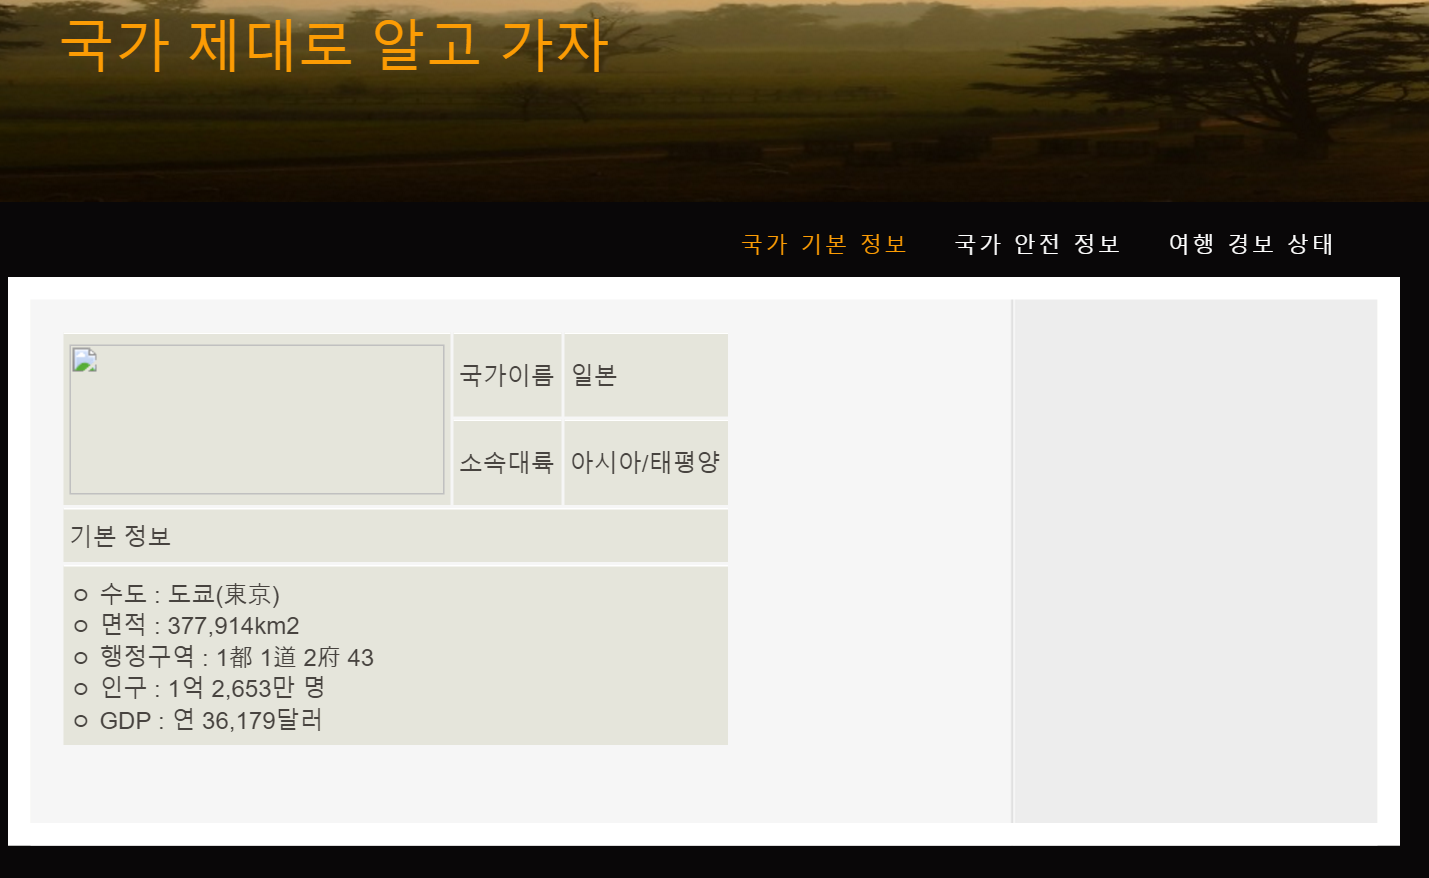 국가 제대로 알고 가자
국가 기본 정보 국가 안전 정보 여행 경보 상태
국가이름 일본
소속대륙 아시아/태평양
기본 정보
ㅇ 수도 : 도쿄(東京)
ㅇ 면적 : 377,914km2
ㅇ 행정구역 : 1都 1道 2府 43
ㅇ 인구 : 1억 2,653만 명
ㅇ GDP : 연 36,179달러